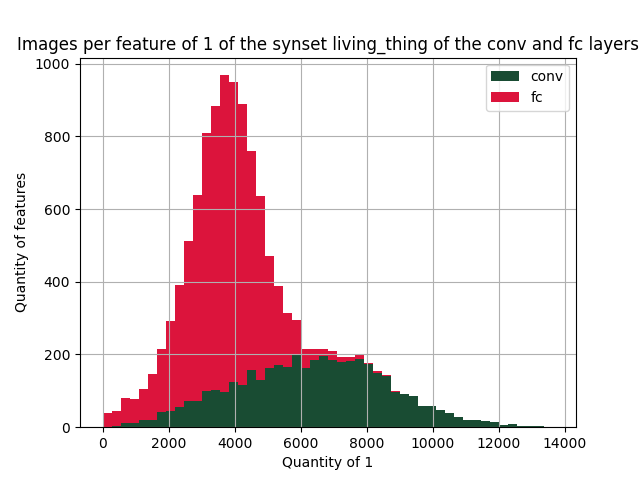 Images per feature of 1 of the synset living_thing of the conv and fc layers
1000
800
600
400
200
0
Quantity of features
conv
fc
0 2000 4000 6000 8000 10000 12000 14000
Quantity of 1